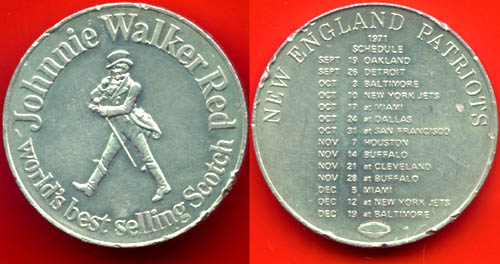 Johnnie Walker Red
world's best selling Scotch
NEW ENGLAND PATRIOTS
1971
SCHEDULE
SEPT 19 OAKLAND
SEPT 26 DETROIT
OCT 3 BALTIMORE
OCT 10 NEW YORK JETS
OCT 17 at MIAMI
OCT 24 at DALLAS
OCT 31 at SAN FRANCISCO
NOV 7 HOUSTON
NOV 14 BUFFALO
NOV 21 at CLEVELAND
NOV 28 at BUFFALO
DEC 5 MIAMI
DEC 12 at NEW YORK JETS
DEC 19 at BALTIMORE